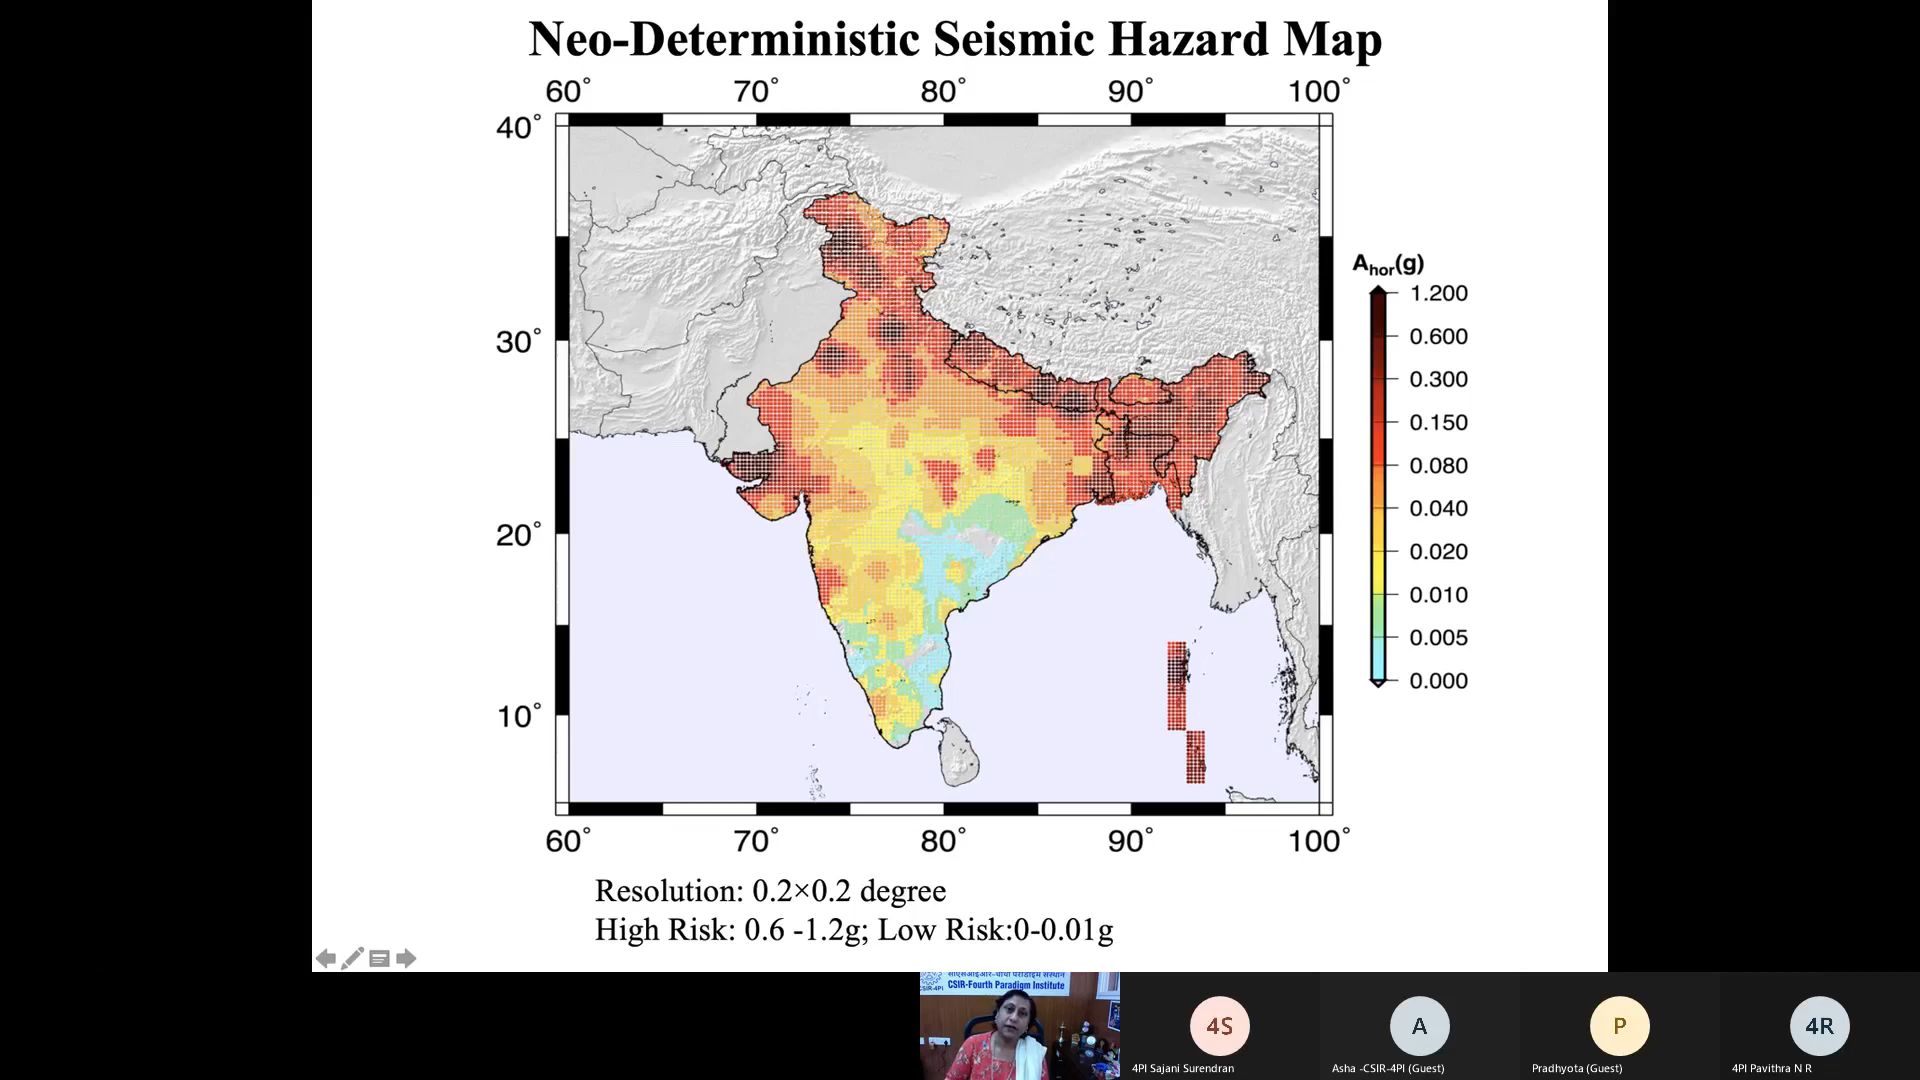 Neo-Deterministic Seismic Hazard Map
60° 70° 80° 90° 100°
40°
30°
20°
10°
60° 70° 80° 90° 100°
Ahor(g)
1.200
0.600
0.300
0.150
0.080
0.040
0.020
0.010
0.005
0.000
Resolution: 0.2×0.2 degree
High Risk: 0.6 -1.2g; Low Risk:0-0.01g
CSIR-4PI
CSIR-Fourth Paradigm Institute
4S
A
P
4R
4PI Sajani Surendran
Asha -CSIR-4PI (Guest)
Pradhyota (Guest)
4PI Pavithra N R